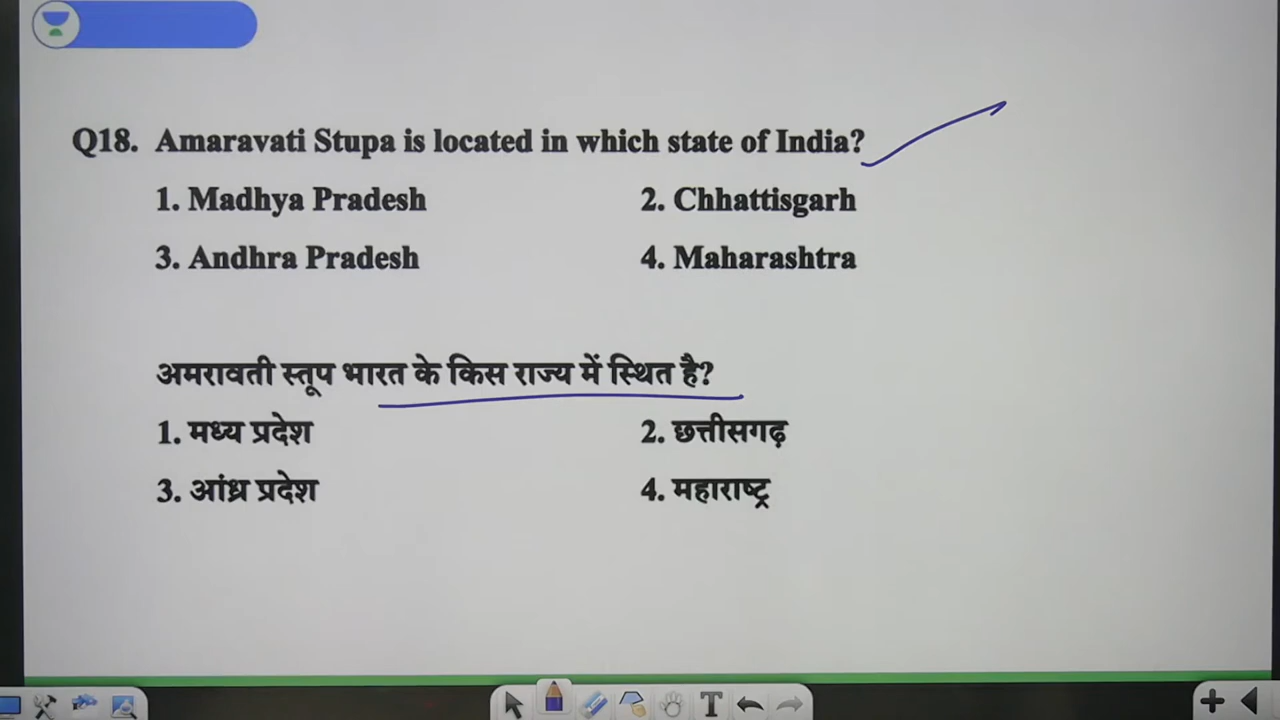 Q18. Amaravati Stupa is located in which state of India?
1. Madhya Pradesh 2. Chhattisgarh
3. Andhra Pradesh 4. Maharashtra
अमरावती स्तूप भारत के किस राज्य में स्थित है?
1. मध्य प्रदेश 2. छत्तीसगढ़
3. आंध्र प्रदेश 4. महाराष्ट्र
T